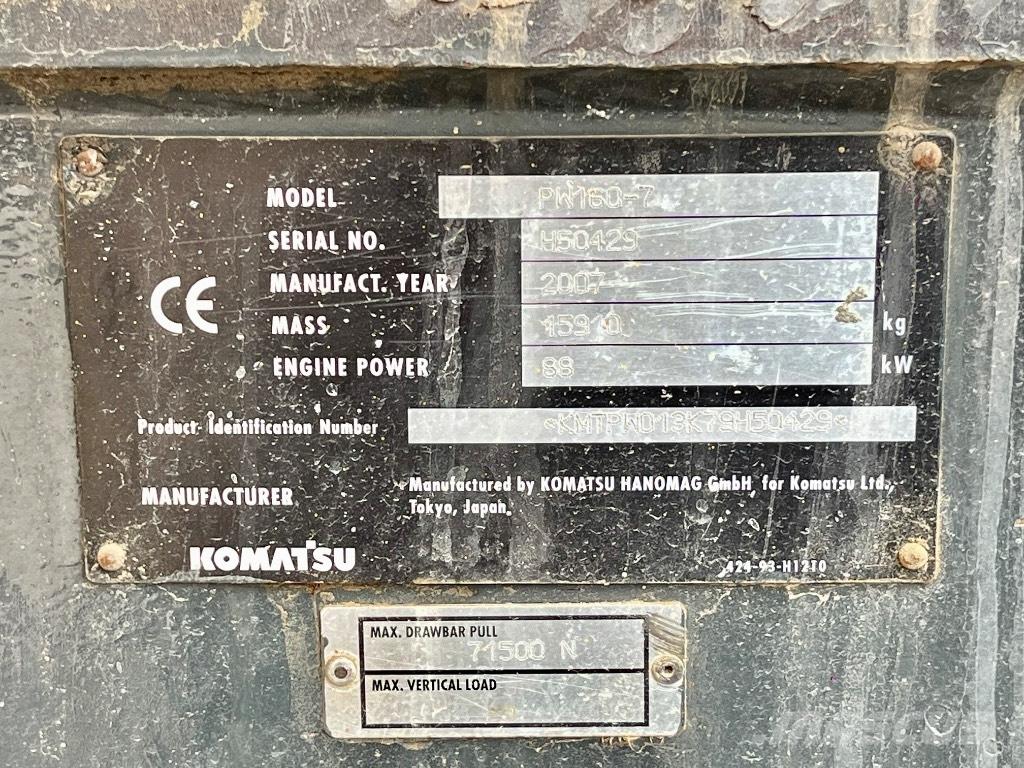 MODEL PW160-7
SERIAL NO. H50429
MANUFACT. YEAR 2007
CE
MASS 15910 kg
ENGINE POWER 88 kW
Product Identification Number *KMTPW013K79H50429*
MANUFACTURER Manufactured by KOMATSU HANOMAG GmbH for Komatsu Ltd.,
Tokyo, Japan.
KOMATSU 424-93-H12T0
MAX. DRAWBAR PULL
71500 N
MAX. VERTICAL LOAD